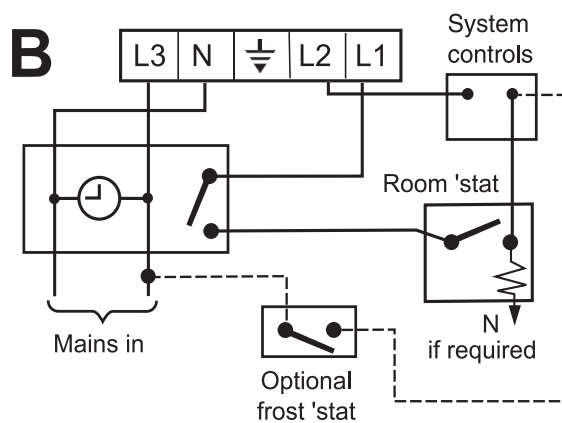 B
L3 N L2 L1
System
controls
Room 'stat
Mains in
N
if required
Optional
frost 'stat